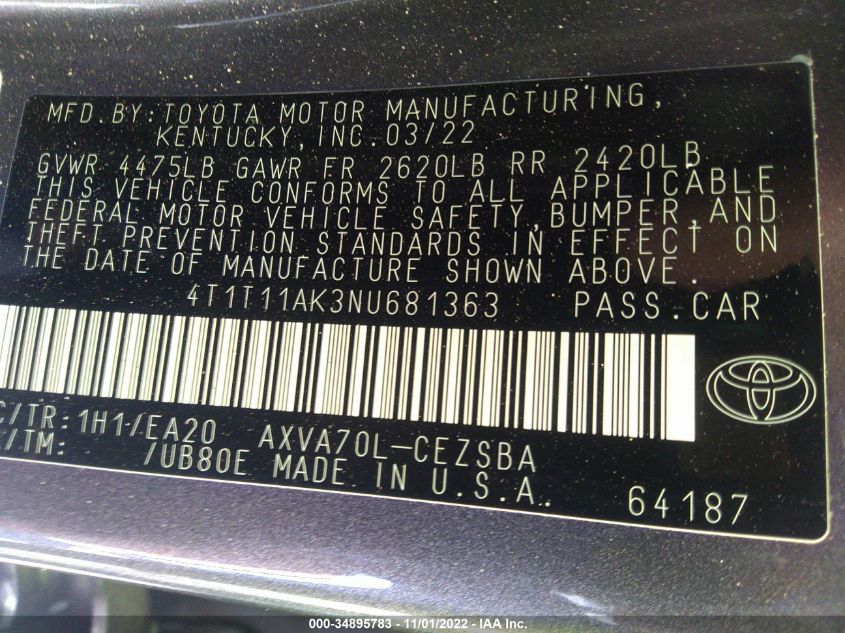 MFD.BY:TOYOTA MOTOR MANUFACTURING,
KENTUCKY,INC.03/22
GVWR 4475LB GAWR FR 2620LB RR 2420LB
THIS VEHICLE CONFORMS TO ALL APPLICABLE
FEDERAL MOTOR VEHICLE SAFETY,BUMPER,AND
THEFT PREVENTION STANDARDS IN EFFECT ON
THE DATE OF MANUFACTURE SHOWN ABOVE.
4T1T11AK3NU681363 PASS.CAR
C/TR:1H1/EA20 AXVA70L-CEZSBA
/TM: /UB80E MADE IN U.S.A. 64187
000-34895783 - 11/01/2022 - IAA Inc.